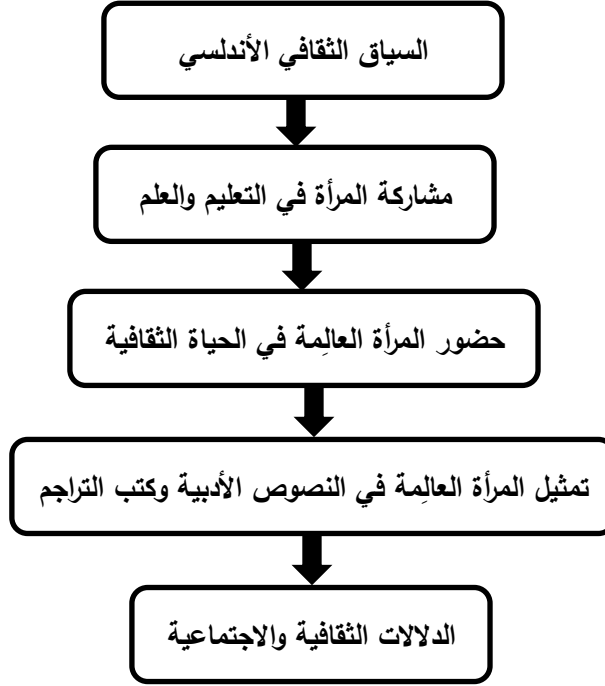 السياق الثقافي الأندلسي
مشاركة المرأة في التعليم والعلم
حضور المرأة العالِمة في الحياة الثقافية
تمثيل المرأة العالِمة في النصوص الأدبية وكتب التراجم
الدلالات الثقافية والاجتماعية